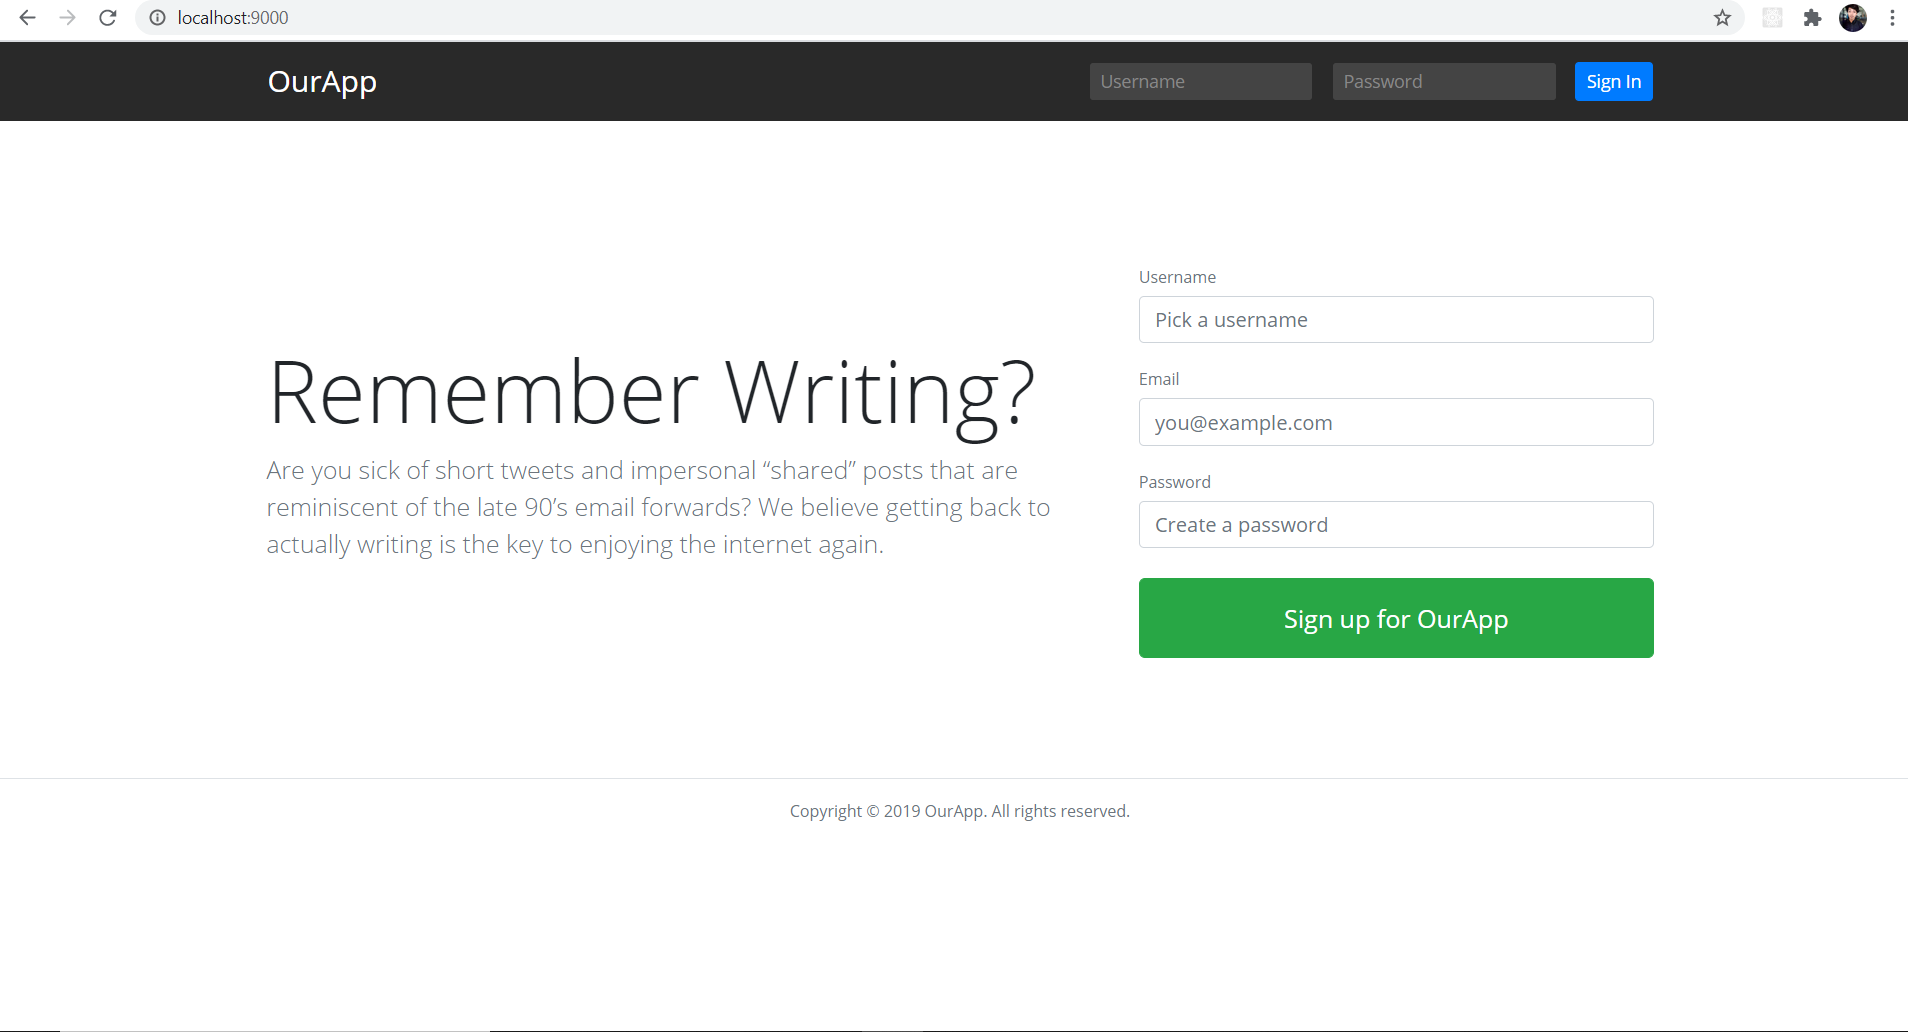 localhost:9000
OurApp
Username
Password
Sign In
Remember Writing?
Are you sick of short tweets and impersonal “shared” posts that are
reminiscent of the late 90’s email forwards? We believe getting back to
actually writing is the key to enjoying the internet again.
Username
Pick a username
Email
you@example.com
Password
Create a password
Sign up for OurApp
Copyright © 2019 OurApp. All rights reserved.